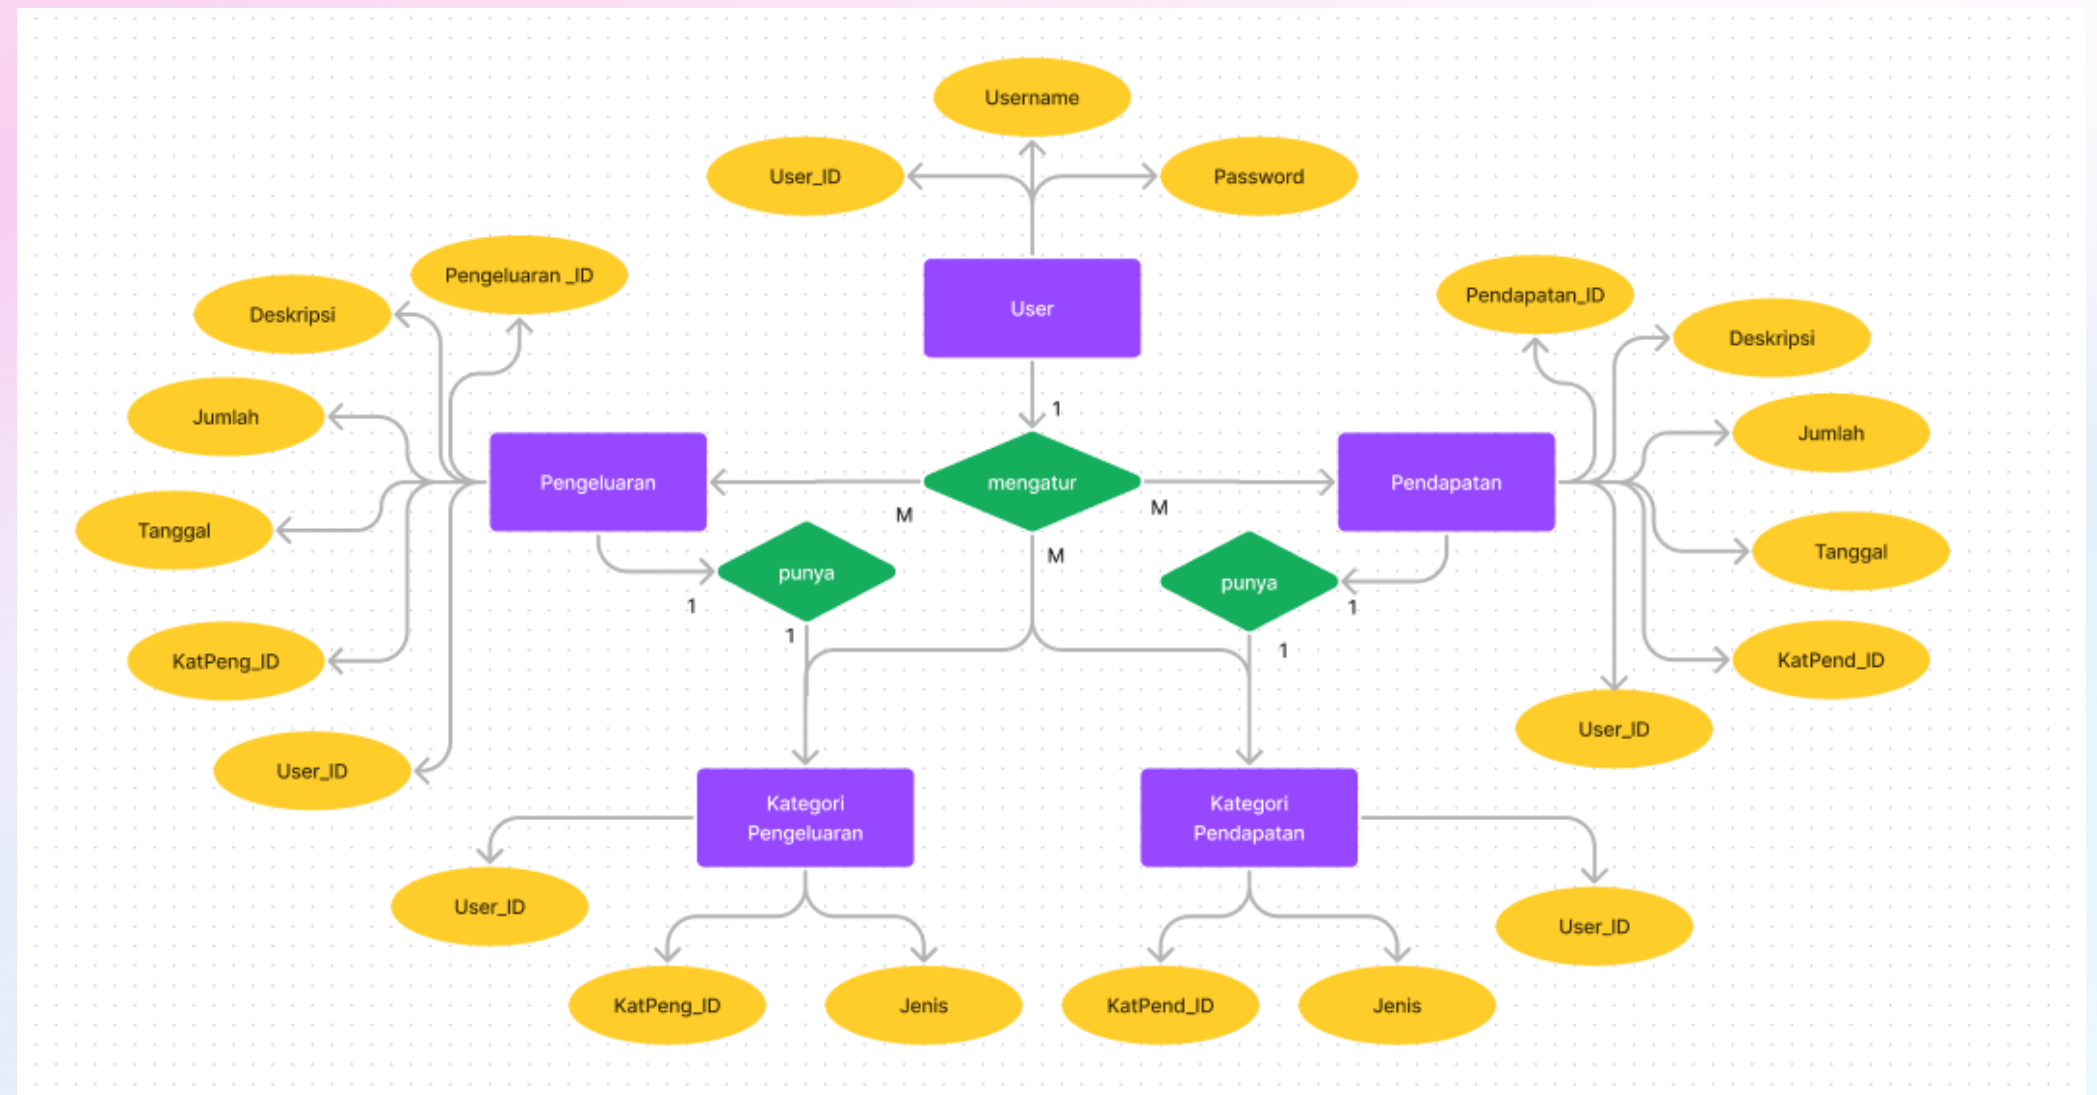 Username
User_ID
Password
Pengeluaran _ID
Deskripsi
User
Pendapatan_ID
Deskripsi
Jumlah
1
Jumlah
Pengeluaran
mengatur
Pendapatan
M
M
Tanggal
Tanggal
M
punya
punya
1
1
1
1
KatPeng_ID
KatPend_ID
User_ID
User_ID
Kategori
Pengeluaran
Kategori
Pendapatan
User_ID
User_ID
KatPeng_ID
Jenis
KatPend_ID
Jenis